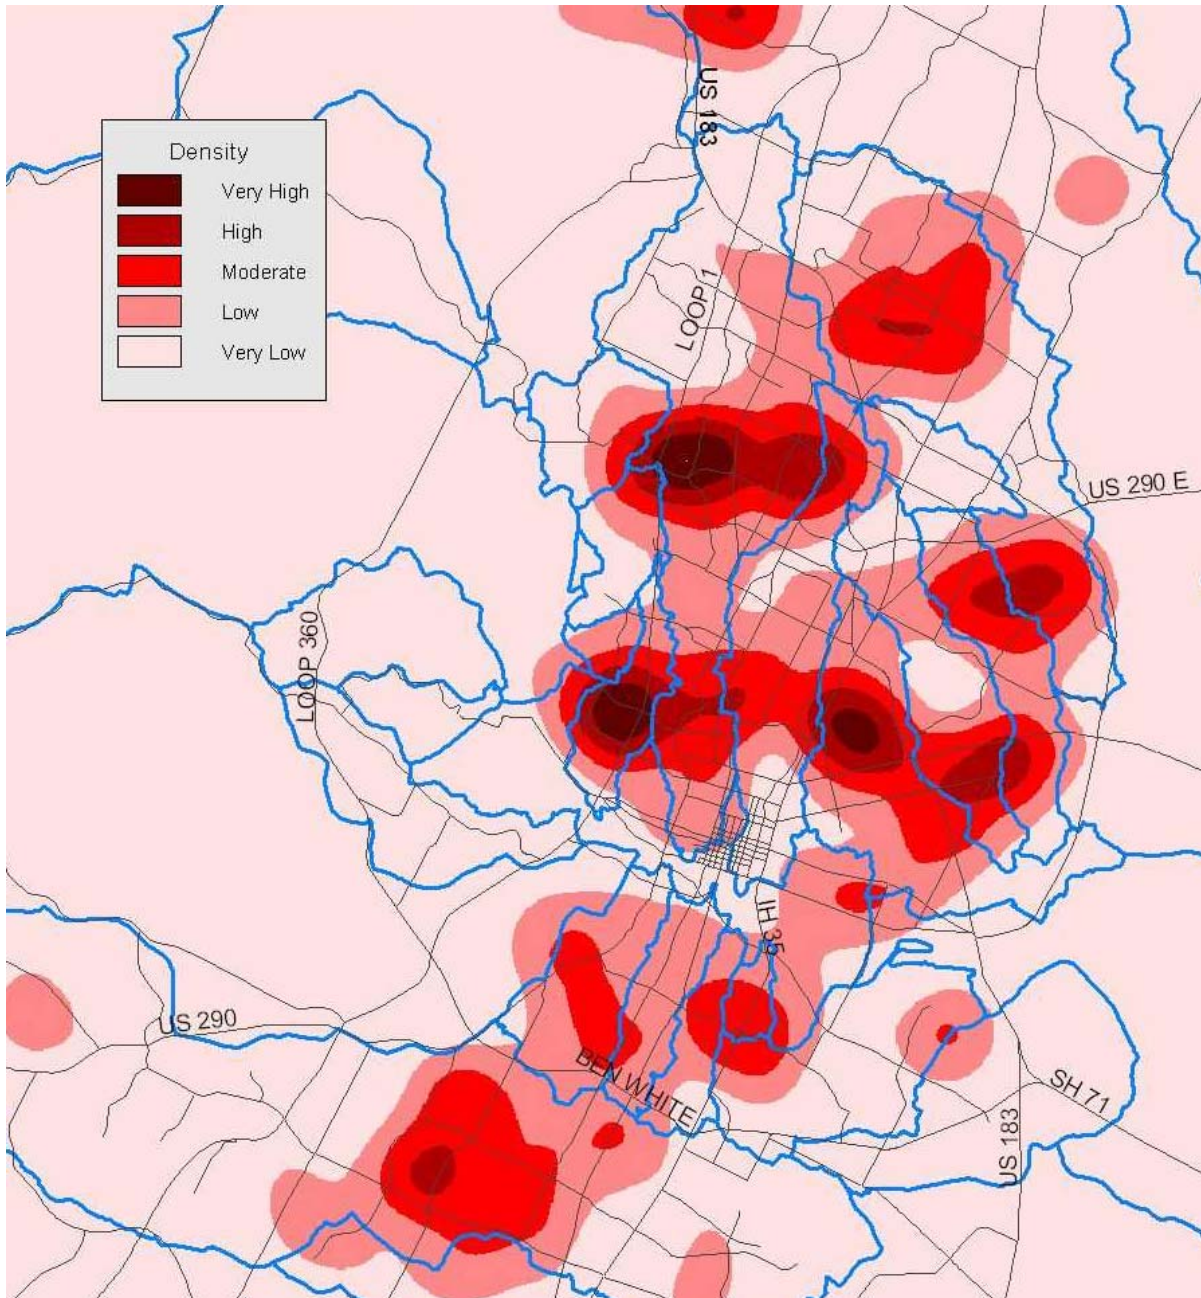 US 183
Density
Very High
High
Moderate
Low
Very Low
LOOP 1
US 290 E
LOOP 360
IH 35
US 290
BEN WHITE
SH 71
US 183